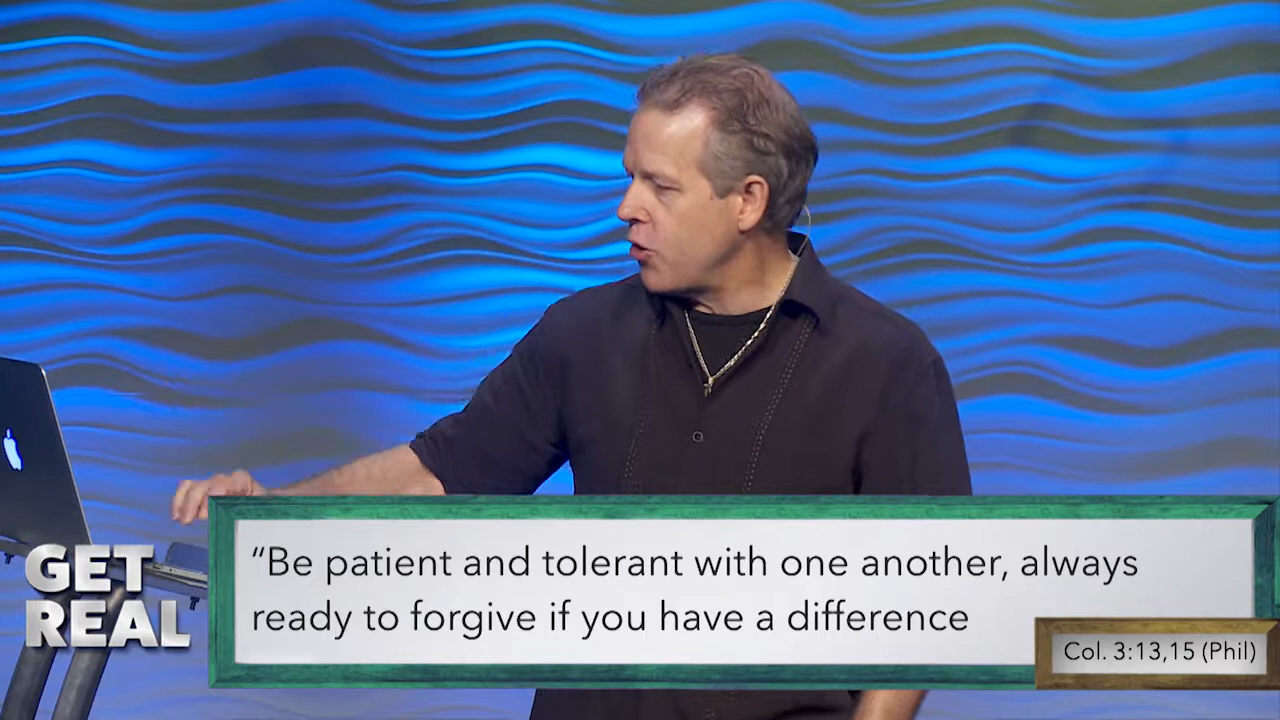 GET
REAL
“Be patient and tolerant with one another, always
ready to forgive if you have a difference
Col. 3:13,15 (Phil)